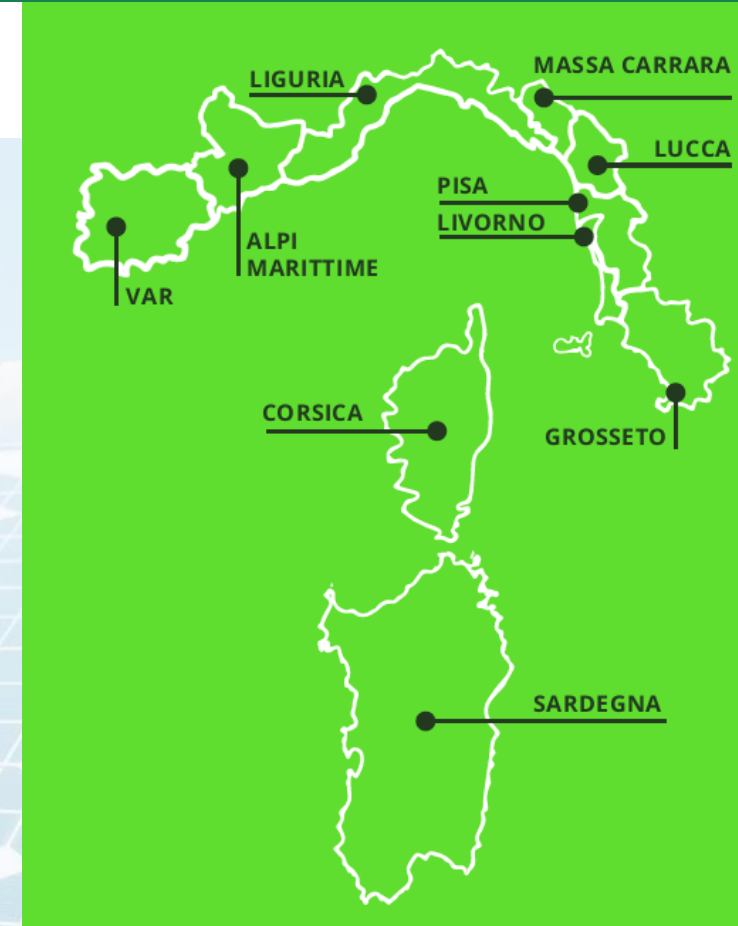 MASSA CARRARA
LIGURIA
LUCCA
PISA
LIVORNO
ALPI
MARITTIME
VAR
CORSICA
GROSSETO
SARDEGNA